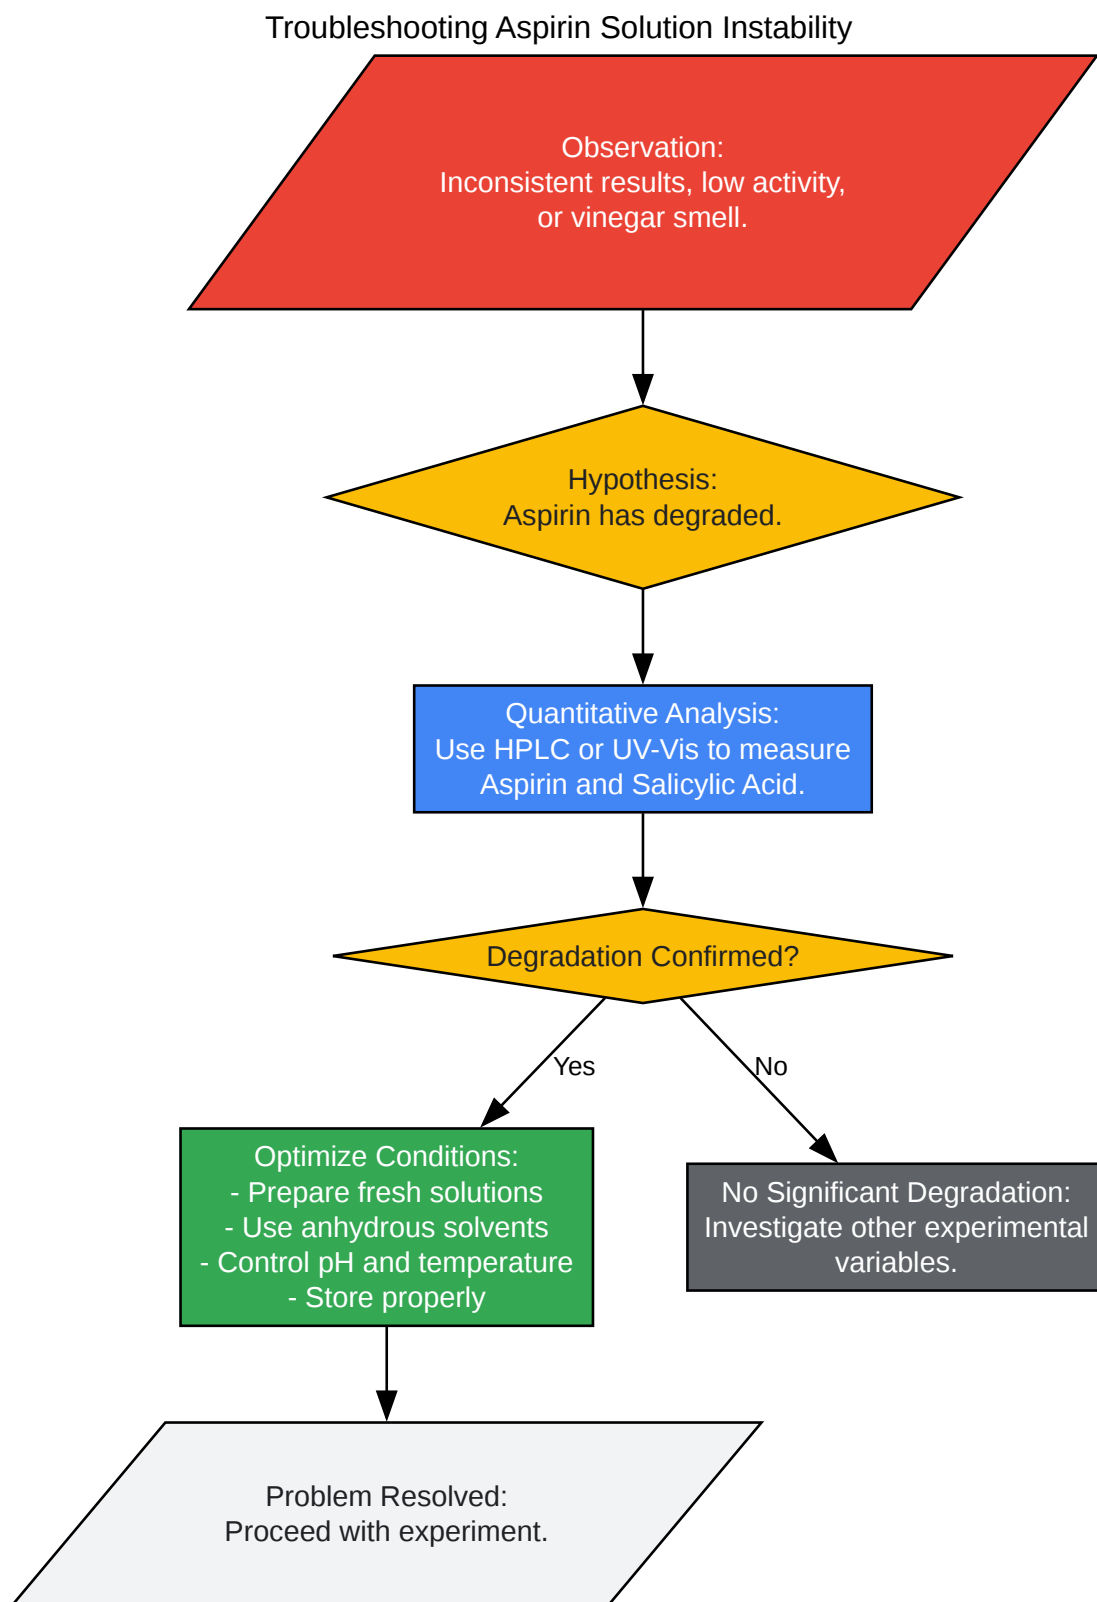 Troubleshooting Aspirin Solution Instability
Observation:
Inconsistent results, low activity,
or vinegar smell.
Hypothesis:
Aspirin has degraded.
Quantitative Analysis:
Use HPLC or UV-Vis to measure
Aspirin and Salicylic Acid.
Degradation Confirmed?
Yes
No
Optimize Conditions:
- Prepare fresh solutions
- Use anhydrous solvents
- Control pH and temperature
- Store properly
No Significant Degradation:
Investigate other experimental
variables.
Problem Resolved:
Proceed with experiment.